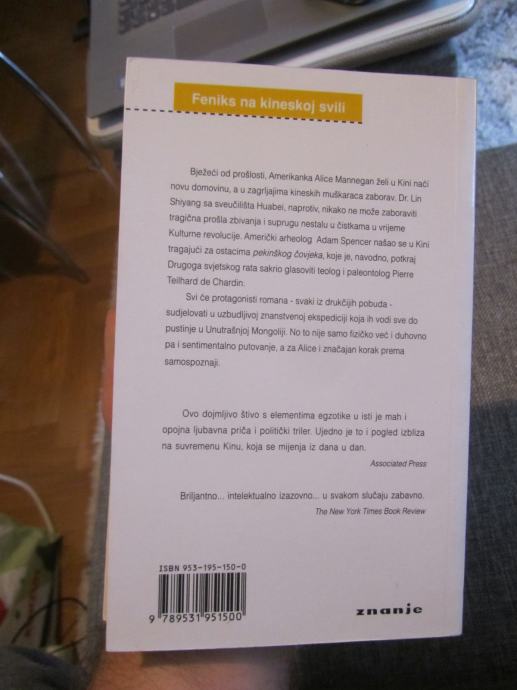 Feniks na kineskoj svili
Bježeći od prošlosti, Amerikanka Alice Mannegan želi u Kini naći
novu domovinu, a u zagrljajima kineskih muškaraca zaborav. Dr. Lin
Shiyang sa sveučilišta Huabei, naprotiv, nikako ne može zaboraviti
tragična prošla zbivanja i suprugu nestalu u čistkama u vrijeme
Kulturne revolucije. Američki arheolog Adam Spencer našao se u Kini
tragajući za ostacima pekinškog čovjeka, koje je, navodno, potkraj
Drugoga svjetskog rata sakrio glasoviti teolog i paleontolog Pierre
Teilhard de Chardin.
Svi će protagonisti romana - svaki iz drukčijih pobuda -
sudjelovati u uzbudljivoj znanstvenoj ekspediciji koja ih vodi sve do
pustinje u Unutrašnjoj Mongoliji. No to nije samo fizičko već i duhovno
pa i sentimentalno putovanje, a za Alice i značajan korak prema
samospoznaji.
Ovo dojmljivo štivo s elementima egzotike u isti je mah i
opojna ljubavna priča i politički triler. Ujedno je to i pogled izbliza
na suvremenu Kinu, koja se mijenja iz dana u dan.
Associated Press
Briljantno... intelektualno izazovno... u svakom slučaju zabavno.
The New York Times Book Review
ISBN 953-195-150-0
9 789531 951500
znanje